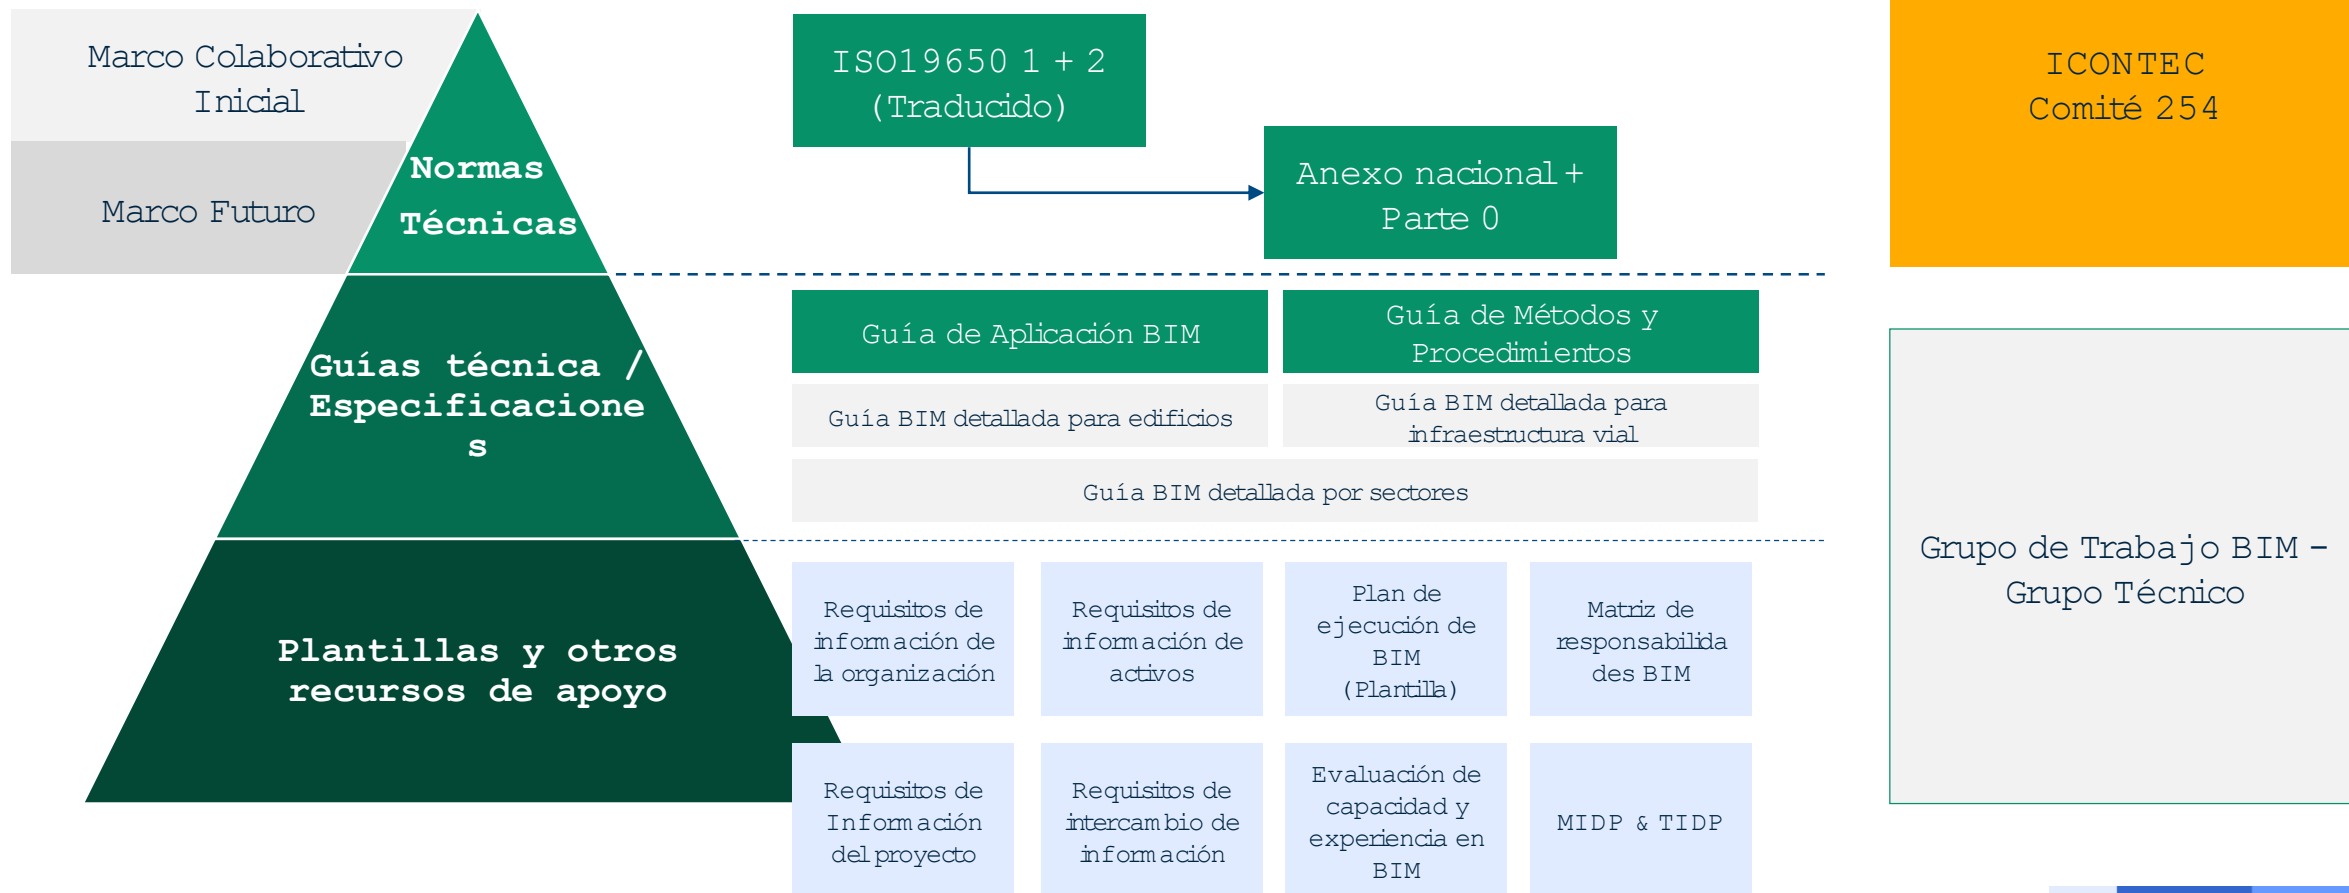 Marco Colaborativo
Inicial
Marco Futuro
Normas
Técnicas
Guías técnica /
Especificacione
s
Plantillas y otros
recursos de apoyo
ISO19650 1 + 2
(Traducido)
Anexo nacional +
Parte 0
Guía de Aplicación BIM
Guía de Métodos y
Procedimientos
Guía BIM detallada para edificios
Guía BIM detallada para
infraestructura vial
Guía BIM detallada por sectores
Requisitos de
información de
la organización
Requisitos de
información de
activos
Plan de
ejecución de
BIM
(Plantilla)
Matriz de
responsabilida
des BIM
Requisitos de
Información
del proyecto
Requisitos de
intercambio de
información
Evaluación de
capacidad y
experiencia en
BIM
MIDP & TIDP
ICONTEC
Comité 254
Grupo de Trabajo BIM –
Grupo Técnico